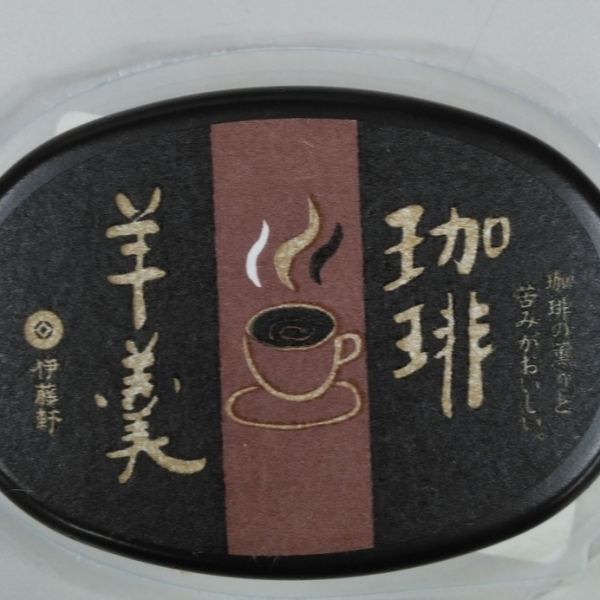 珈琲の薫りと
苦みがおいしい。
珈琲
羊羹
伊藤軒